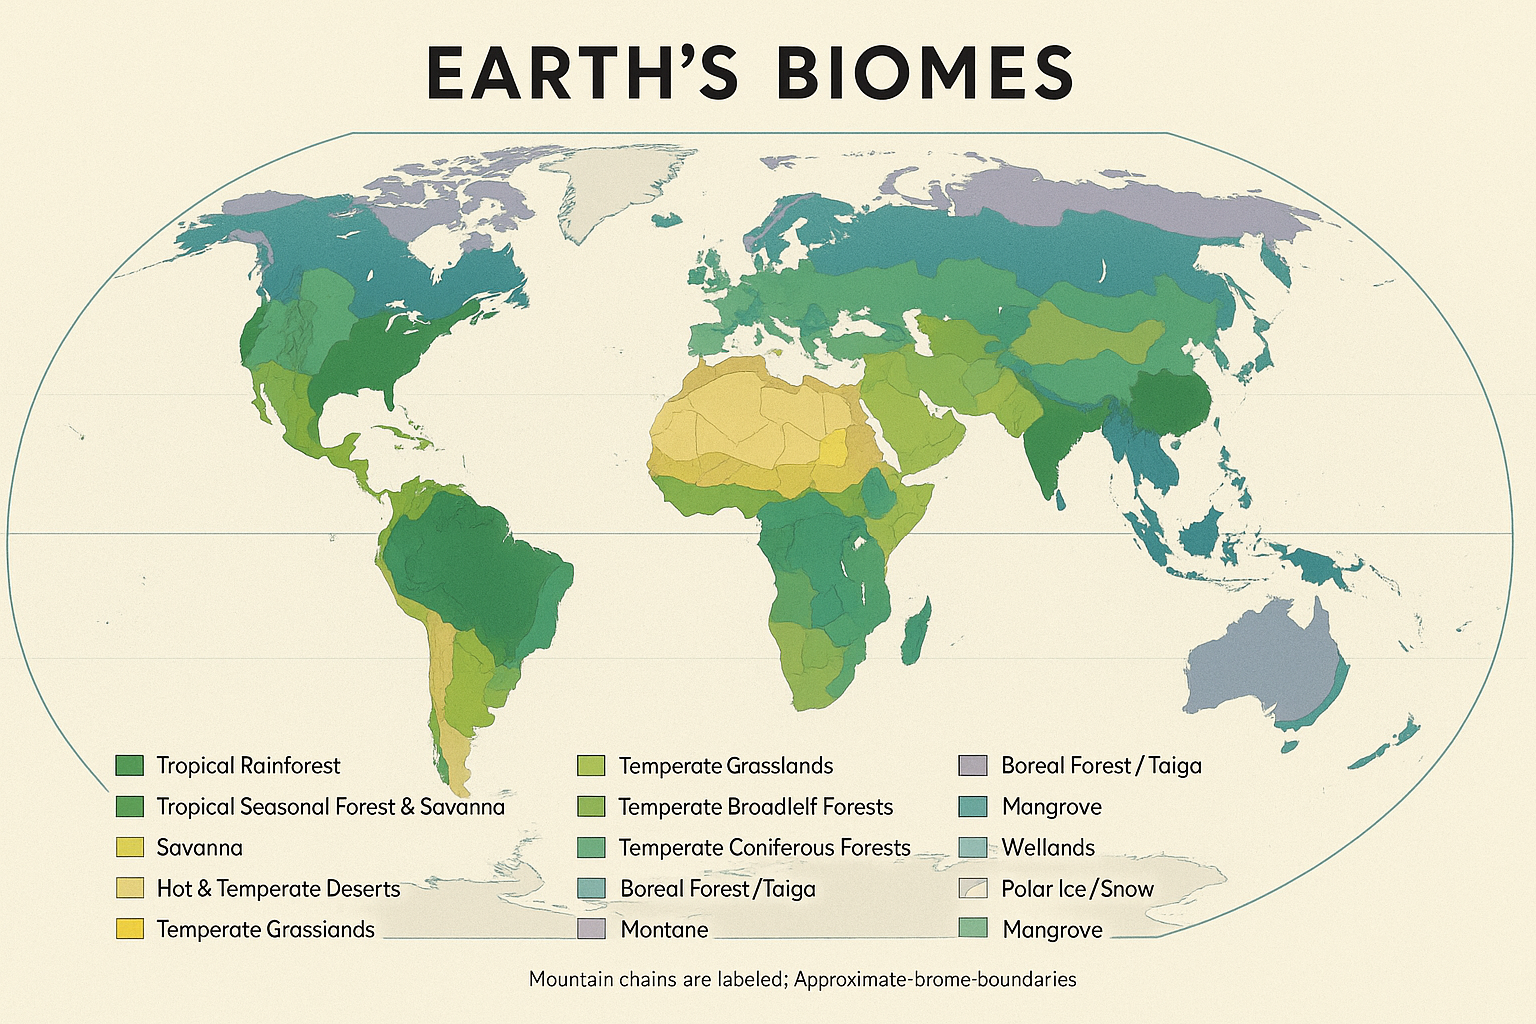 EARTH’S BIOMES
Tropical Rainforest
Tropical Seasonal Forest & Savanna
Savanna
Hot & Temperate Deserts
Temperate Grassiands
Temperate Grasslands
Temperate Broadlelf Forests
Temperate Coniferous Forests
Boreal Forest/Taiga
Montane
Boreal Forest/Taiga
Mangrove
Wellands
Polar Ice/Snow
Mangrove
Mountain chains are labeled; Approximate-brome-boundaries